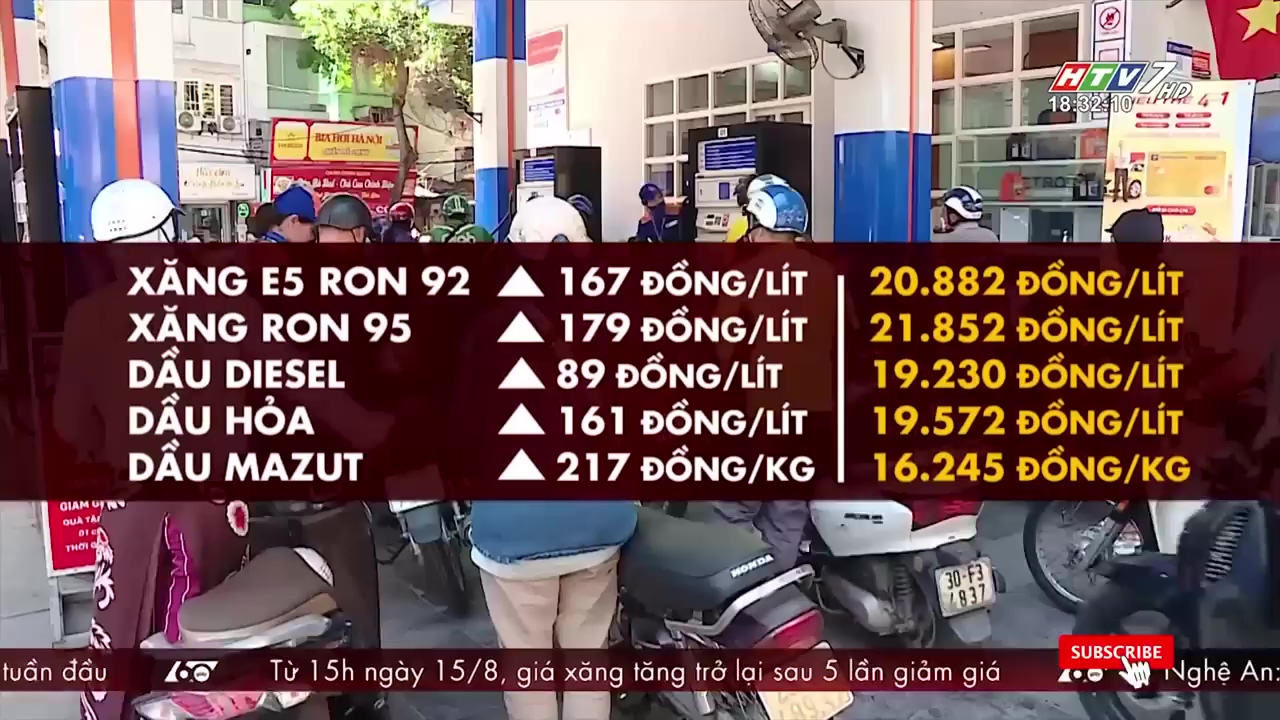 HTV7 HD
18:32:10
BIA HƠI HÀ NỘI
XĂNG E5 RON 92 ▲ 167 ĐỒNG/LÍT 20.882 ĐỒNG/LÍT
XĂNG RON 95 ▲ 179 ĐỒNG/LÍT 21.852 ĐỒNG/LÍT
DẦU DIESEL ▲ 89 ĐỒNG/LÍT 19.230 ĐỒNG/LÍT
DẦU HỎA ▲ 161 ĐỒNG/LÍT 19.572 ĐỒNG/LÍT
DẦU MAZUT ▲ 217 ĐỒNG/KG 16.245 ĐỒNG/KG
HONDA
30-F3
4837
SUBSCRIBE
tuần đầu 60 Từ 15h ngày 15/8, giá xăng tăng trở lại sau 5 lần giảm giá 60 Nghệ An: